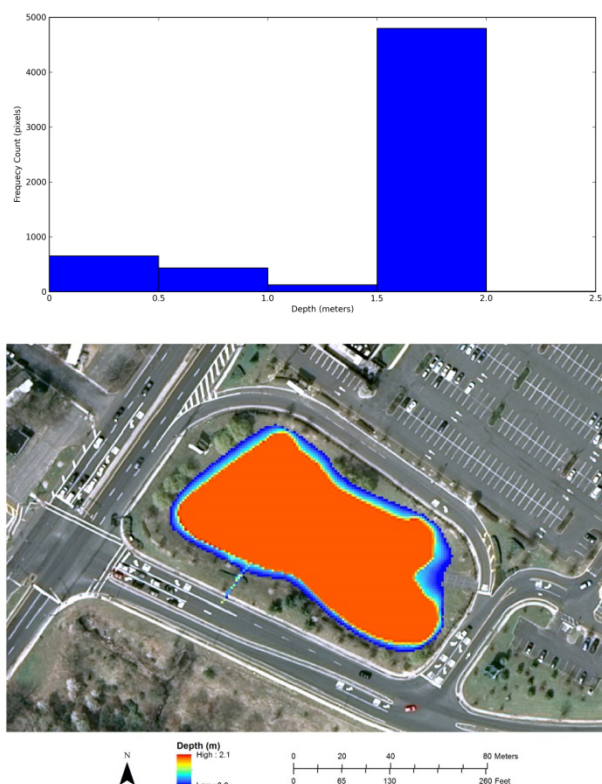 5000
4000
3000
2000
1000
0
Frequecy Count (pixels)
0 0.5 1.0 1.5 2.0 2.5
Depth (meters)
N
Depth (m)
High : 2.1
0 20 40 80 Meters
0 65 130 260 Feet